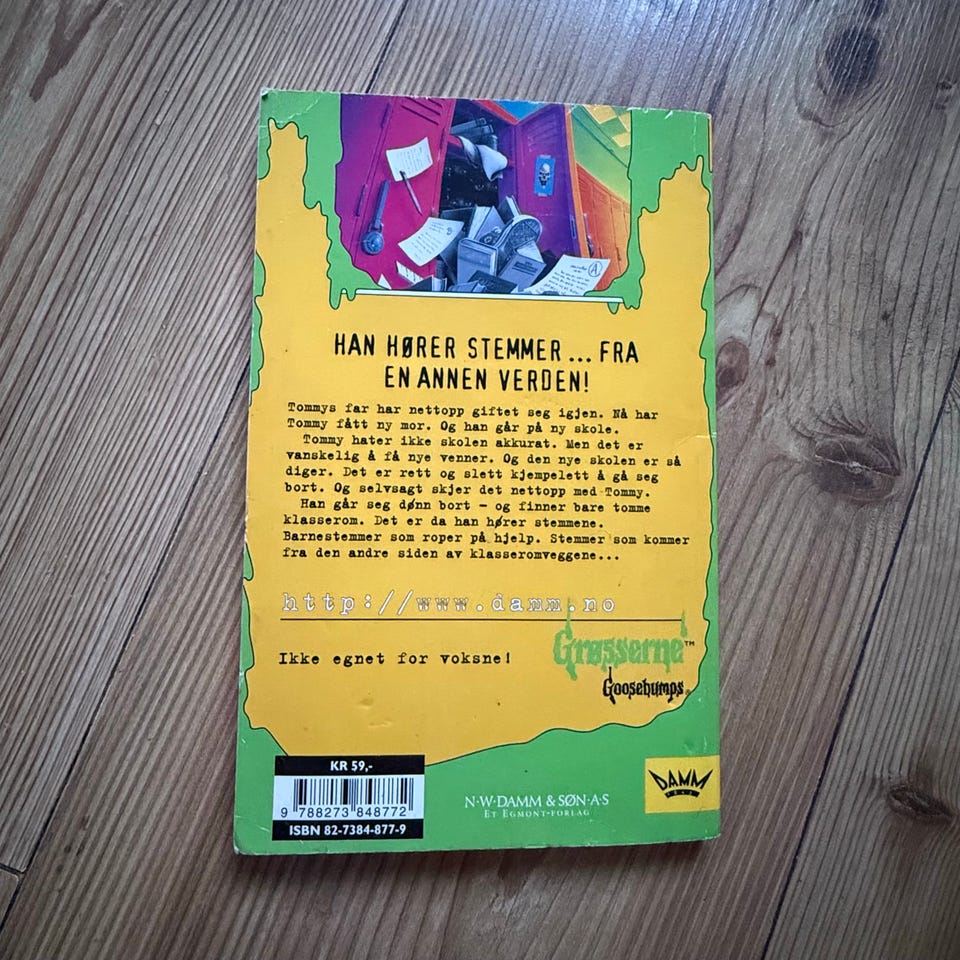 A
HAN HØRER STEMMER... FRA
EN ANNEN VERDEN!
Tommys far har nettopp giftet seg igjen. Nå har
Tommy fått ny mor. Og han går på ny skole.
Tommy hater ikke skolen akkurat. Men det er
vanskelig å få nye venner. Og den nye skolen er så
diger. Det er rett og slett kjempelett å gå seg
bort. Og selvsagt skjer det nettopp med Tommy.
Han går seg dønn bort – og finner bare tomme
klasserom. Det er da han hører stemmene.
Barnestemmer som roper på hjelp. Stemmer som kommer
fra den andre siden av klasseromveggene...
http://www.damm.no
Grøsserne™
Ikke egnet for voksne!
Goosebumps®
KR 59,-
9 788273 848772
ISBN 82-7384-877-9
N·W·DAMM & SØN·A·S
ET EGMONT-FORLAG
DAMM
1843